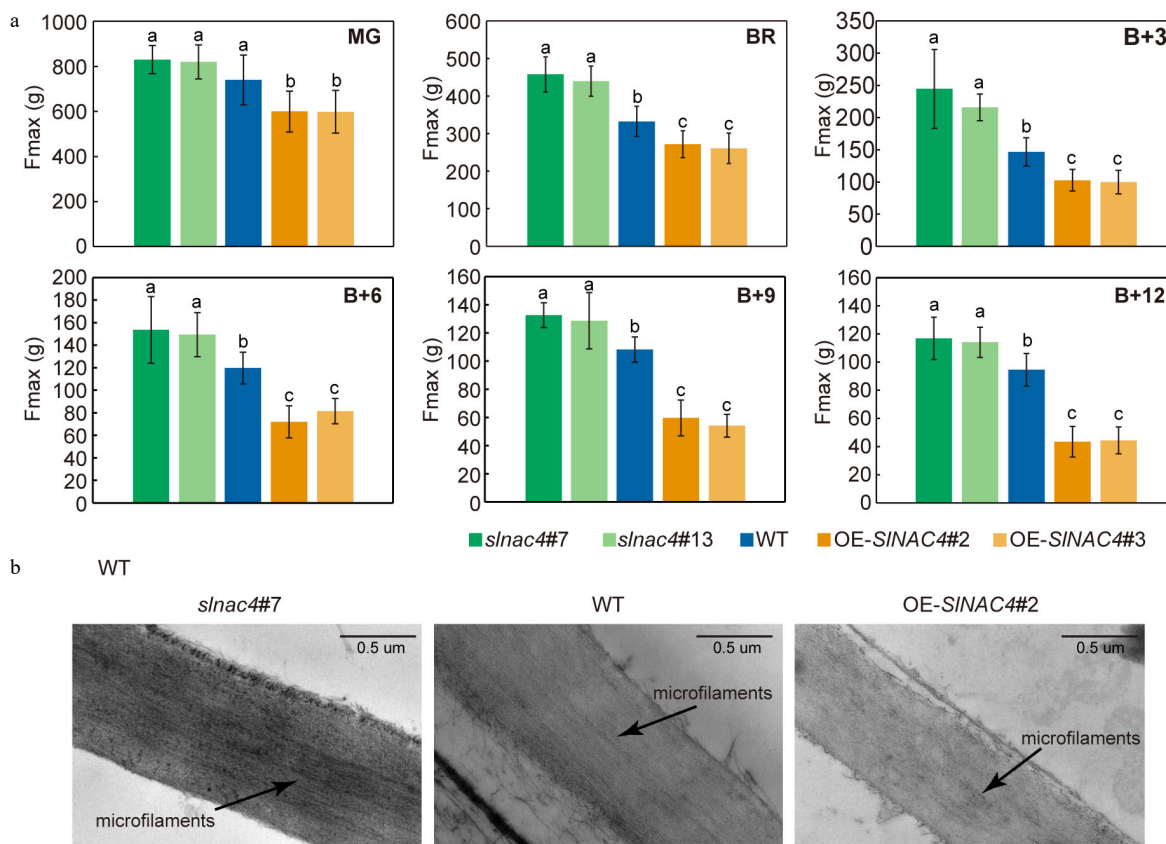 a
MG
1000
800
600
600
800
0
Fmax (g)
a
a
a
b
b
BR
600
500
400
300
200
100
0
Fmax (g)
a
a
b
c
c
B+3
350
300
250
200
150
100
50
0
Fmax (g)
a
a
b
c
c
B+6
200
180
160
140
120
100
80
60
40
20
0
Fmax (g)
a
a
b
c
c
B+9
160
140
120
100
80
60
40
20
0
Fmax (g)
a
a
b
c
c
B+12
160
140
120
100
80
60
40
20
0
Fmax (g)
a
a
b
c
c
slnac4#7 slnac4#13 WT OE-SlNAC4#2 OE-SlNAC4#3
b
WT
slnac4#7
WT
OE-SlNAC4#2
0.5 um
microfilaments
0.5 um
microfilaments
0.5 um
microfilaments